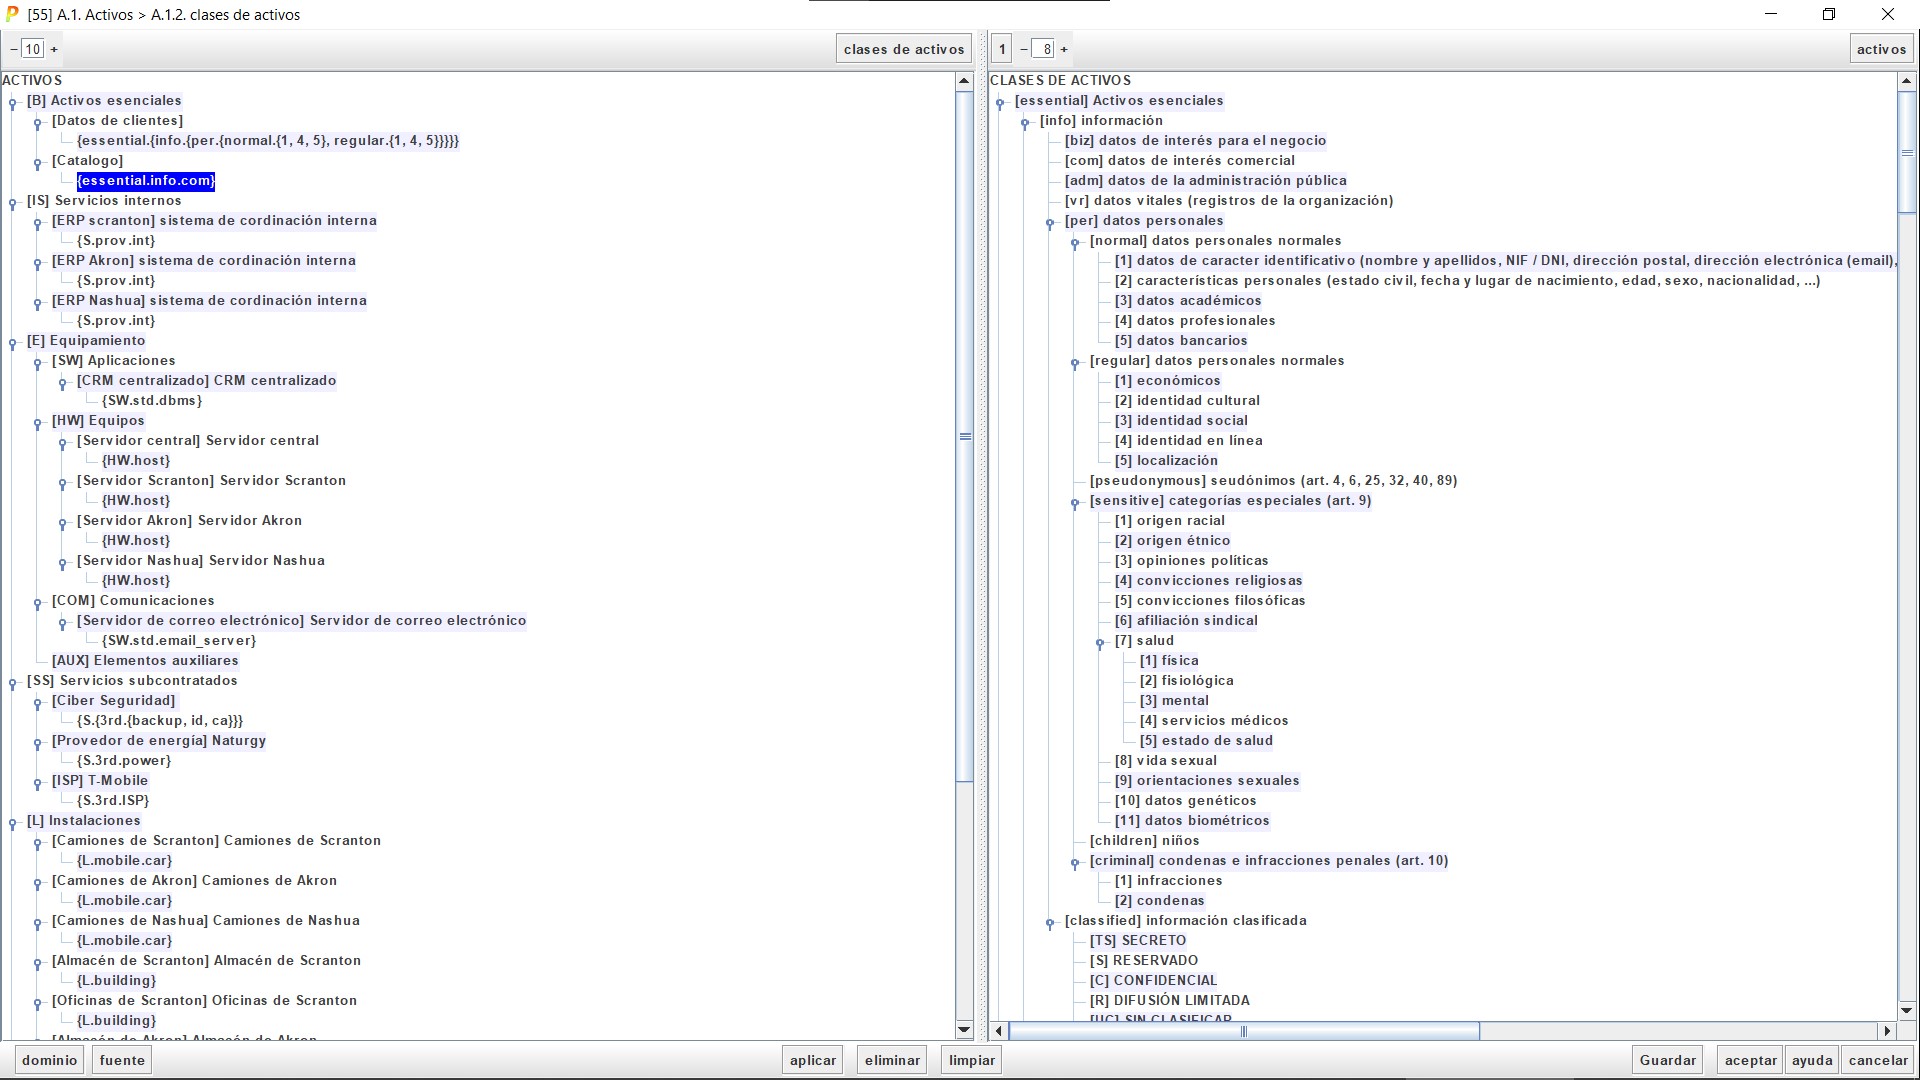 [55] A.1. Activos > A.1.2. clases de activos
− 10 +
clases de activos
1 − 8 +
activos
ACTIVOS
[B] Activos esenciales
[Datos de clientes]
{essential.{info.{per.{normal.{1, 4, 5}, regular.{1, 4, 5}}}}}
[Catalogo]
{essential.info.com}
[IS] Servicios internos
[ERP scranton] sistema de cordinación interna
{S.prov.int}
[ERP Akron] sistema de cordinación interna
{S.prov.int}
[ERP Nashua] sistema de cordinación interna
{S.prov.int}
[E] Equipamiento
[SW] Aplicaciones
[CRM centralizado] CRM centralizado
{SW.std.dbms}
[HW] Equipos
[Servidor central] Servidor central
{HW.host}
[Servidor Scranton] Servidor Scranton
{HW.host}
[Servidor Akron] Servidor Akron
{HW.host}
[Servidor Nashua] Servidor Nashua
{HW.host}
[COM] Comunicaciones
[Servidor de correo electrónico] Servidor de correo electrónico
{SW.std.email_server}
[AUX] Elementos auxiliares
[SS] Servicios subcontratados
[Ciber Seguridad]
{S.{3rd.{backup, id, ca}}}
[Provedor de energía] Naturgy
{S.3rd.power}
[ISP] T-Mobile
{S.3rd.ISP}
[L] Instalaciones
[Camiones de Scranton] Camiones de Scranton
{L.mobile.car}
[Camiones de Akron] Camiones de Akron
{L.mobile.car}
[Camiones de Nashua] Camiones de Nashua
{L.mobile.car}
[Almacén de Scranton] Almacén de Scranton
{L.building}
[Oficinas de Scranton] Oficinas de Scranton
{L.building}
[Almacén de Akron] Almacén de Akron
CLASES DE ACTIVOS
[essential] Activos esenciales
[info] información
[biz] datos de interés para el negocio
[com] datos de interés comercial
[adm] datos de la administración pública
[vr] datos vitales (registros de la organización)
[per] datos personales
[normal] datos personales normales
[1] datos de caracter identificativo (nombre y apellidos, NIF / DNI, dirección postal, dirección electrónica (email),
[2] características personales (estado civil, fecha y lugar de nacimiento, edad, sexo, nacionalidad, ...)
[3] datos académicos
[4] datos profesionales
[5] datos bancarios
[regular] datos personales normales
[1] económicos
[2] identidad cultural
[3] identidad social
[4] identidad en línea
[5] localización
[pseudonymous] seudónimos (art. 4, 6, 25, 32, 40, 89)
[sensitive] categorías especiales (art. 9)
[1] origen racial
[2] origen étnico
[3] opiniones políticas
[4] convicciones religiosas
[5] convicciones filosóficas
[6] afiliación sindical
[7] salud
[1] física
[2] fisiológica
[3] mental
[4] servicios médicos
[5] estado de salud
[8] vida sexual
[9] orientaciones sexuales
[10] datos genéticos
[11] datos biométricos
[children] niños
[criminal] condenas e infracciones penales (art. 10)
[1] infracciones
[2] condenas
[classified] información clasificada
[TS] SECRETO
[S] RESERVADO
[C] CONFIDENCIAL
[R] DIFUSIÓN LIMITADA
[UC] SIN CLASIFICAR
dominio
fuente
aplicar
eliminar
limpiar
Guardar
aceptar
ayuda
cancelar